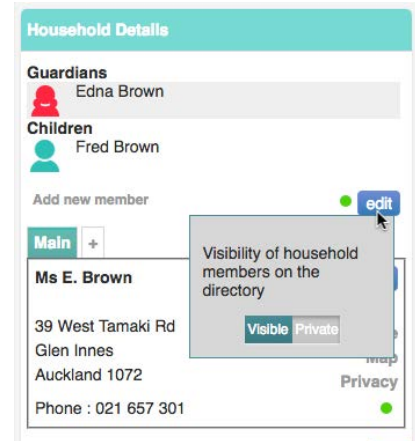 Household Details
Guardians
Edna Brown
Children
Fred Brown
Add new member
edit
Main +
Visibility of household
members on the
directory
Visible Private
Ms E. Brown
39 West Tamaki Rd
Glen Innes
Map
Auckland 1072
Privacy
Phone : 021 657 301